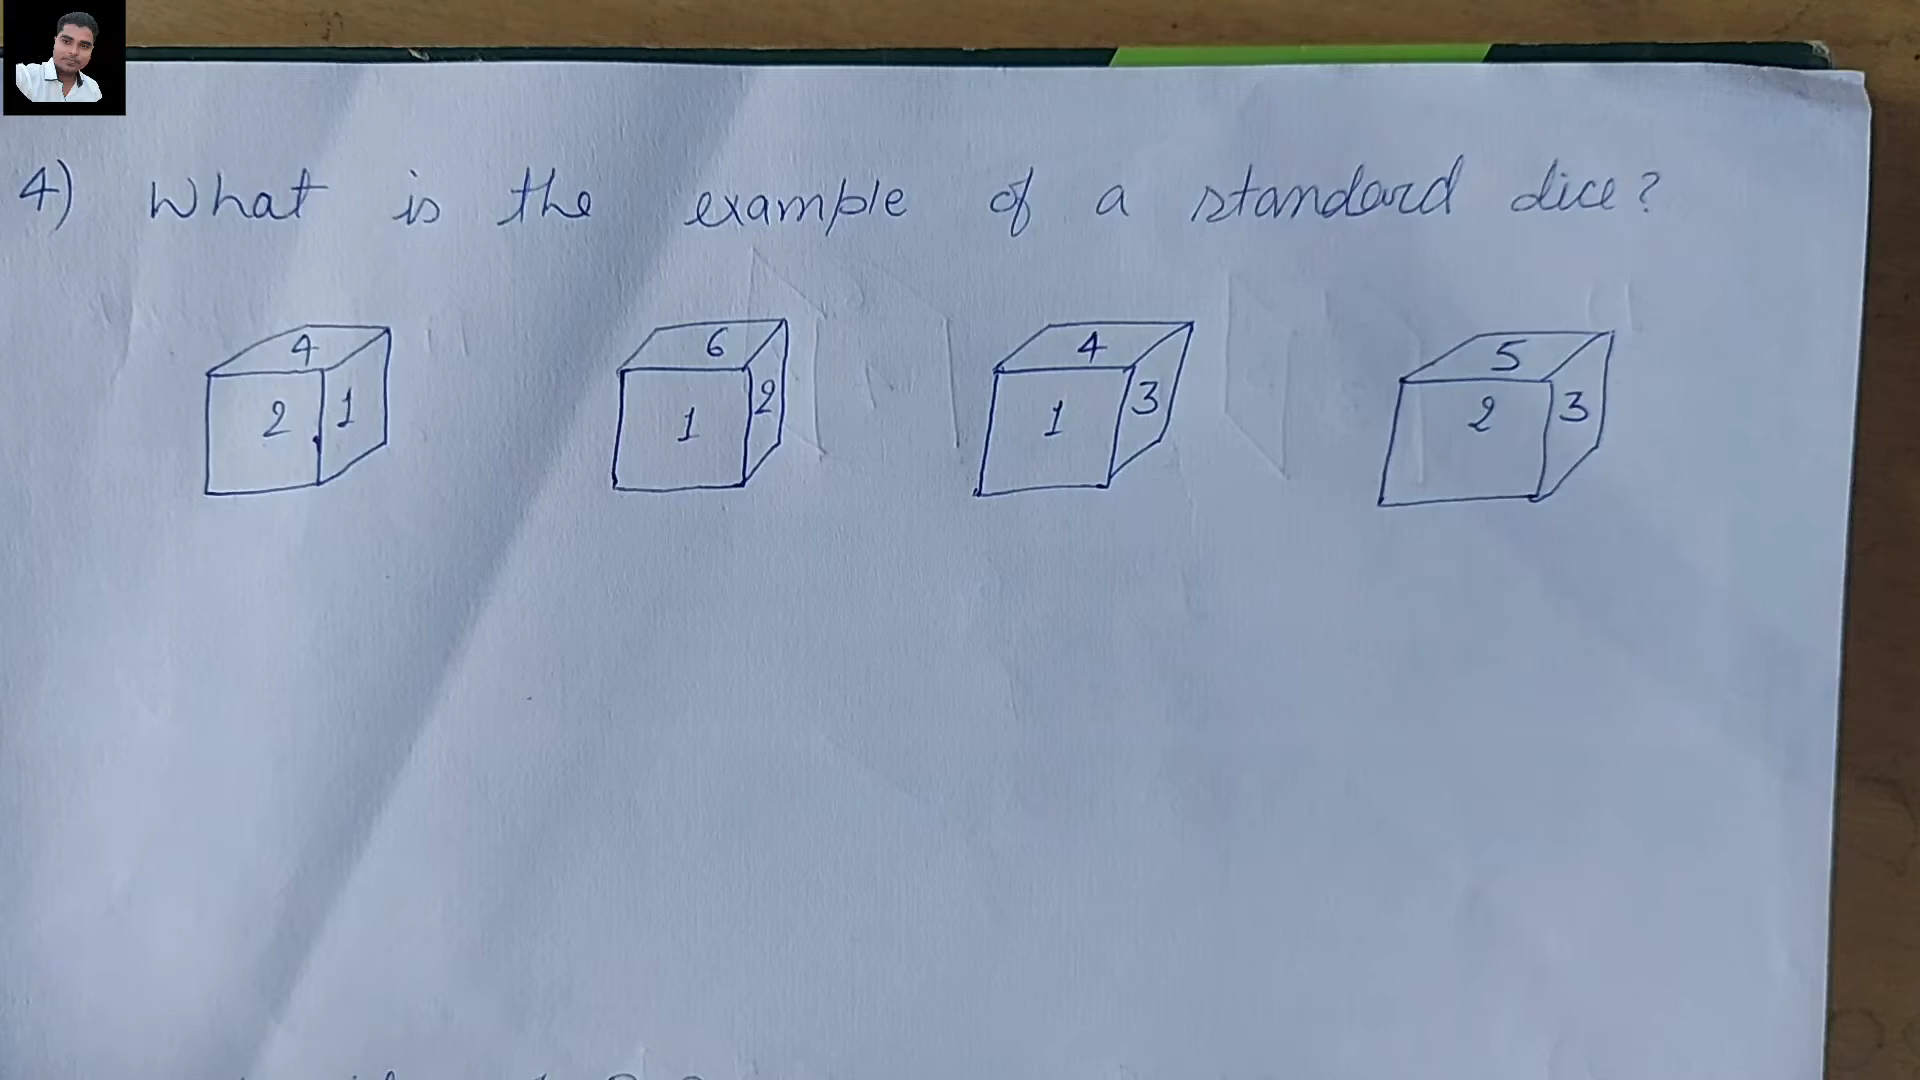 4) What is the example of a standard dice?
4 6 4 5
2 1 1 2 1 3 2 3